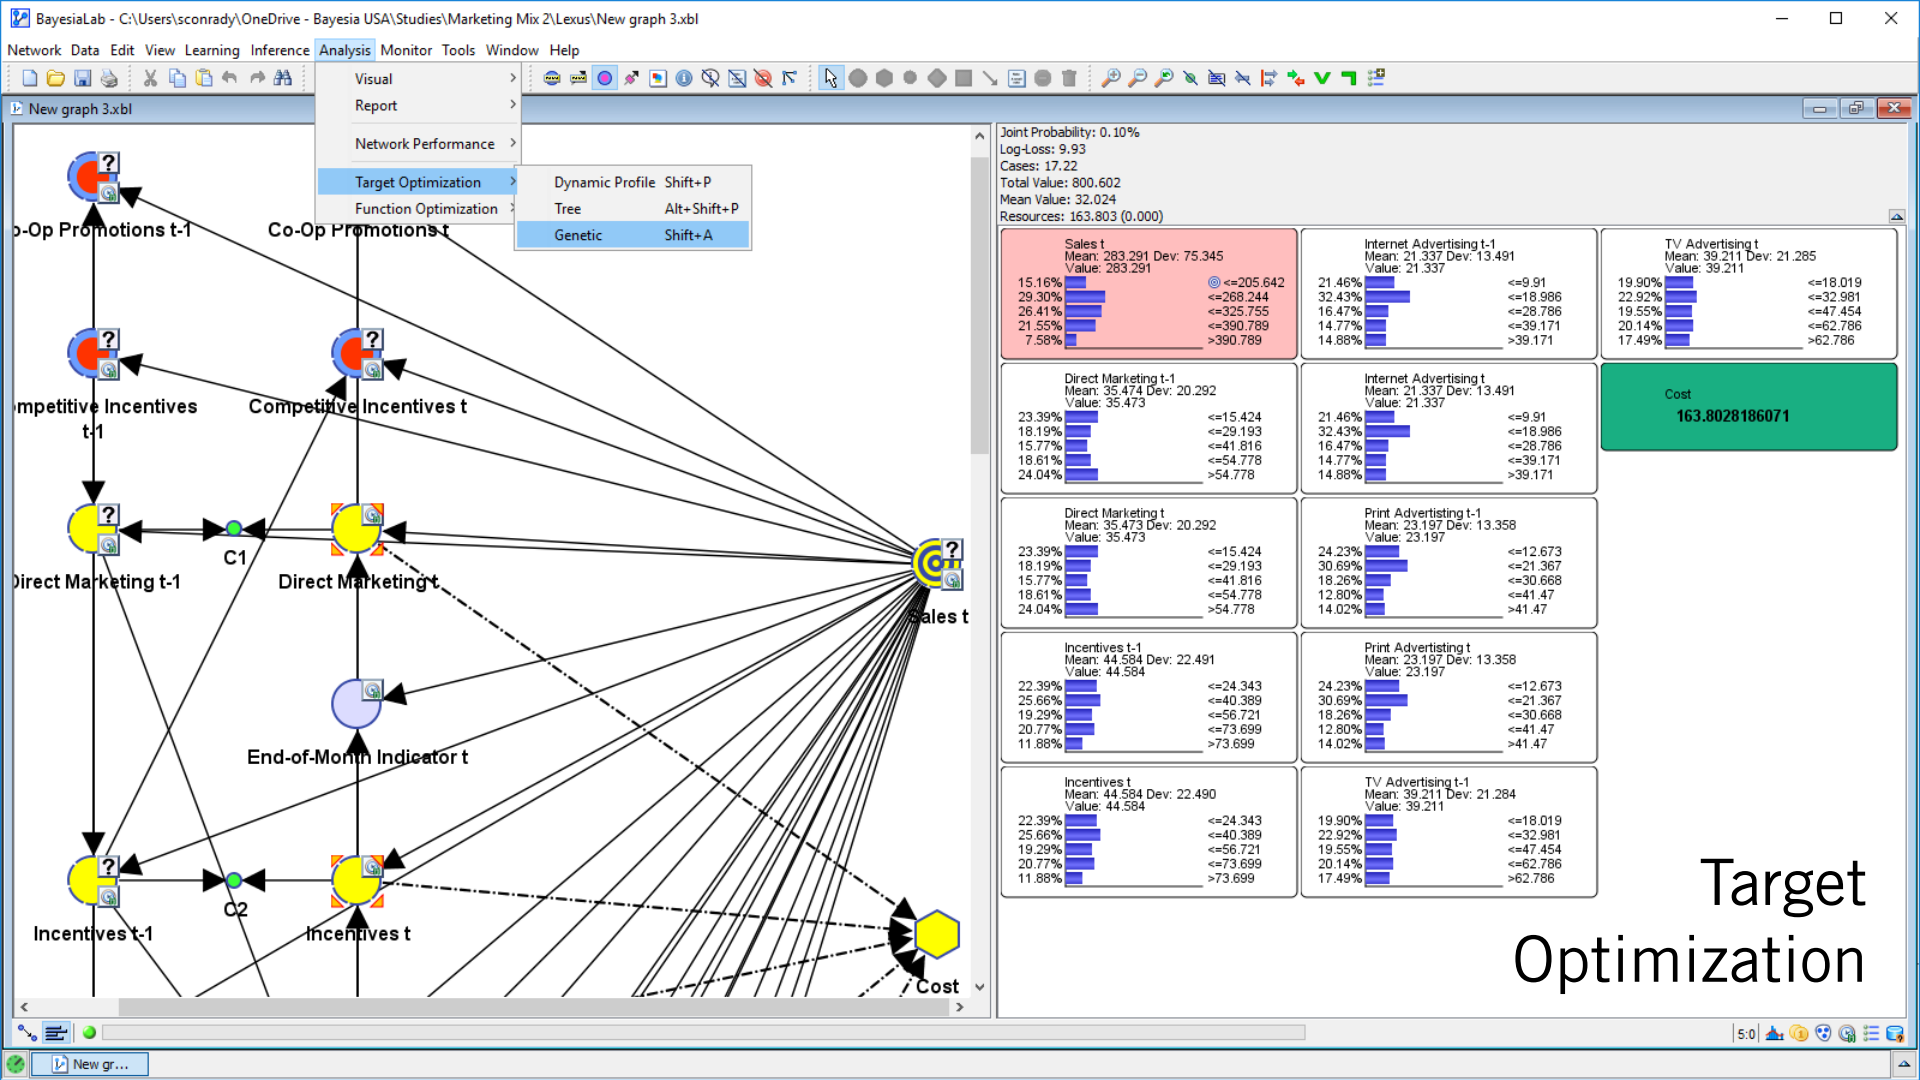 BayesiaLab - C:\Users\sconrady\OneDrive - Bayesia USA\Studies\Marketing Mix 2\Lexus\New graph 3.xbl
Network Data Edit View Learning Inference Analysis Monitor Tools Window Help
Visual
Report
Network Performance
Target Optimization
Function Optimization
Dynamic Profile Shift+P
Tree Alt+Shift+P
Genetic Shift+A
New graph 3.xbl
o-Op Promotions t-1
Co-Op Promotions t
mpetitive Incentives
t-1
Competitive Incentives t
C1
Direct Marketing t-1
Direct Marketing t
Sales t
End-of-Month Indicator t
C2
Incentives t-1
Incentives t
Cost
Joint Probability: 0.10%
Log-Loss: 9.93
Cases: 17.22
Total Value: 800.602
Mean Value: 32.024
Resources: 163.803 (0.000)
Sales t
Mean: 283.291 Dev: 75.345
Value: 283.291
15.16% <=205.642
29.30% <=268.244
26.41% <=325.755
21.55% <=390.789
7.58% >390.789
Internet Advertising t-1
Mean: 21.337 Dev: 13.491
Value: 21.337
21.46% <=9.91
32.43% <=18.986
16.47% <=28.786
14.77% <=39.171
14.88% >39.171
TV Advertising t
Mean: 39.211 Dev: 21.285
Value: 39.211
19.90% <=18.019
22.92% <=32.981
19.55% <=47.454
20.14% <=62.786
17.49% >62.786
Direct Marketing t-1
Mean: 35.474 Dev: 20.292
Value: 35.473
23.39% <=15.424
18.19% <=29.193
15.77% <=41.816
18.61% <=54.778
24.04% >54.778
Internet Advertising t
Mean: 21.337 Dev: 13.491
Value: 21.337
21.46% <=9.91
32.43% <=18.986
16.47% <=28.786
14.77% <=39.171
14.88% >39.171
Cost
163.8028186071
Direct Marketing t
Mean: 35.473 Dev: 20.292
Value: 35.473
23.39% <=15.424
18.19% <=29.193
15.77% <=41.816
18.61% <=54.778
24.04% >54.778
Print Advertising t-1
Mean: 23.197 Dev: 13.358
Value: 23.197
24.23% <=12.673
30.69% <=21.367
18.26% <=30.668
12.80% <=41.47
14.02% >41.47
Incentives t-1
Mean: 44.584 Dev: 22.491
Value: 44.584
22.39% <=24.343
25.66% <=40.389
19.29% <=56.721
20.77% <=73.699
11.88% >73.699
Print Advertisting t
Mean: 23.197 Dev: 13.358
Value: 23.197
24.23% <=12.673
30.69% <=21.367
18.26% <=30.668
12.80% <=41.47
14.02% >41.47
Incentives t
Mean: 44.584 Dev: 22.490
Value: 44.584
22.39% <=24.343
25.66% <=40.389
19.29% <=56.721
20.77% <=73.699
11.88% >73.699
TV Advertising t-1
Mean: 39.211 Dev: 21.284
Value: 39.211
19.90% <=18.019
22.92% <=32.981
19.55% <=47.454
20.14% <=62.786
17.49% >62.786
Target
Optimization
5:0
New gr...